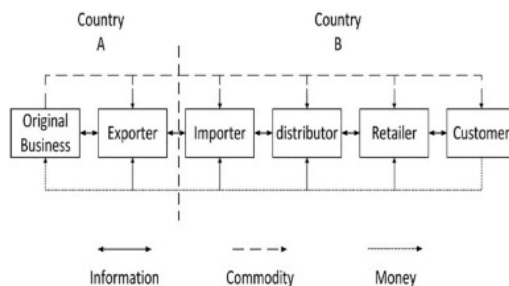 Country
A
Country
B
Original
Business
Exporter
Importer
distributor
Retailer
Customer
Information
Commodity
Money